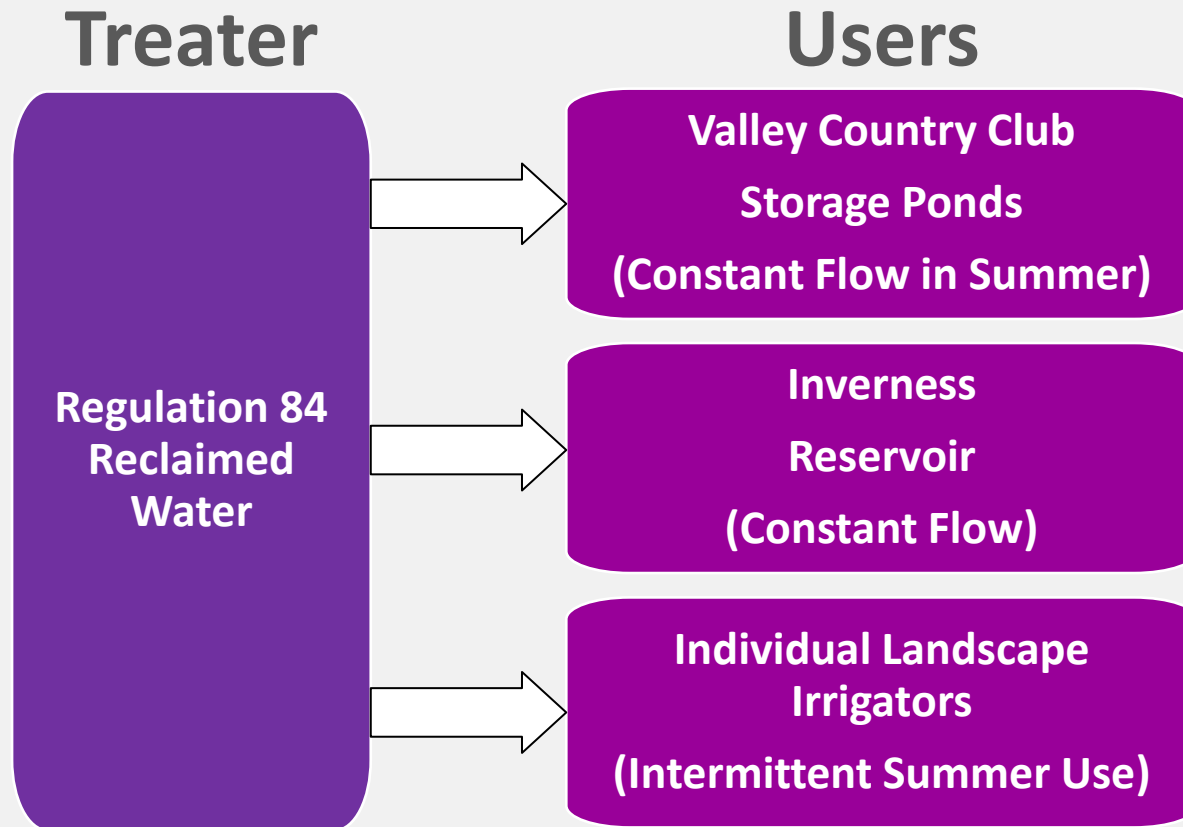 Treater
Users
Regulation 84
Reclaimed
Water
Valley Country Club
Storage Ponds
(Constant Flow in Summer)
Inverness
Reservoir
(Constant Flow)
Individual Landscape
Irrigators
(Intermittent Summer Use)